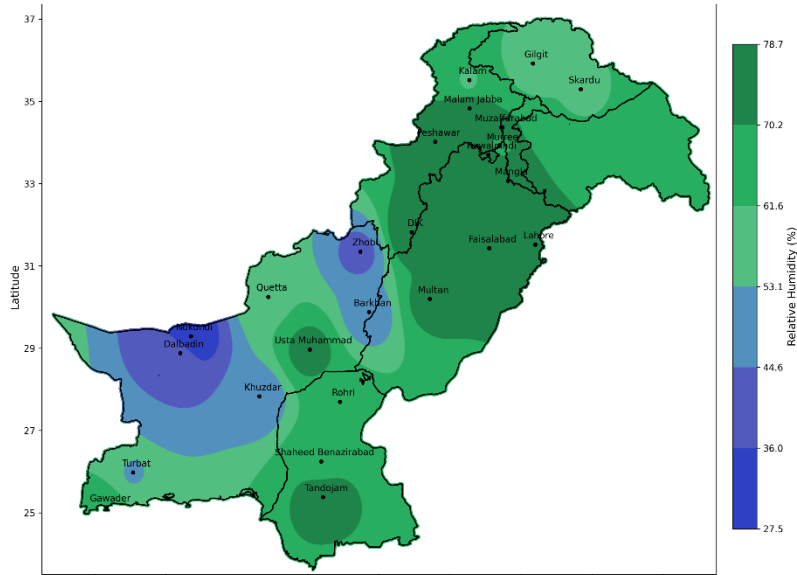 37
Gilgit
Kalam
Skardu
35
Malam Jabba
Muzaffarabad
Peshawar
Murree
Rawalpindi
33
Mangla
DIK
Zhob
Faisalabad
Lahore
31
Quetta
Multan
Barkhan
Nokundi
Usta Muhammad
29
Dalbadin
Khuzdar
Rohri
27
Shaheed Benazirabad
Turbat
Tandojam
Gawader
25
Latitude
78.7
70.2
61.6
53.1
44.6
36.0
27.5
Relative Humidity (%)